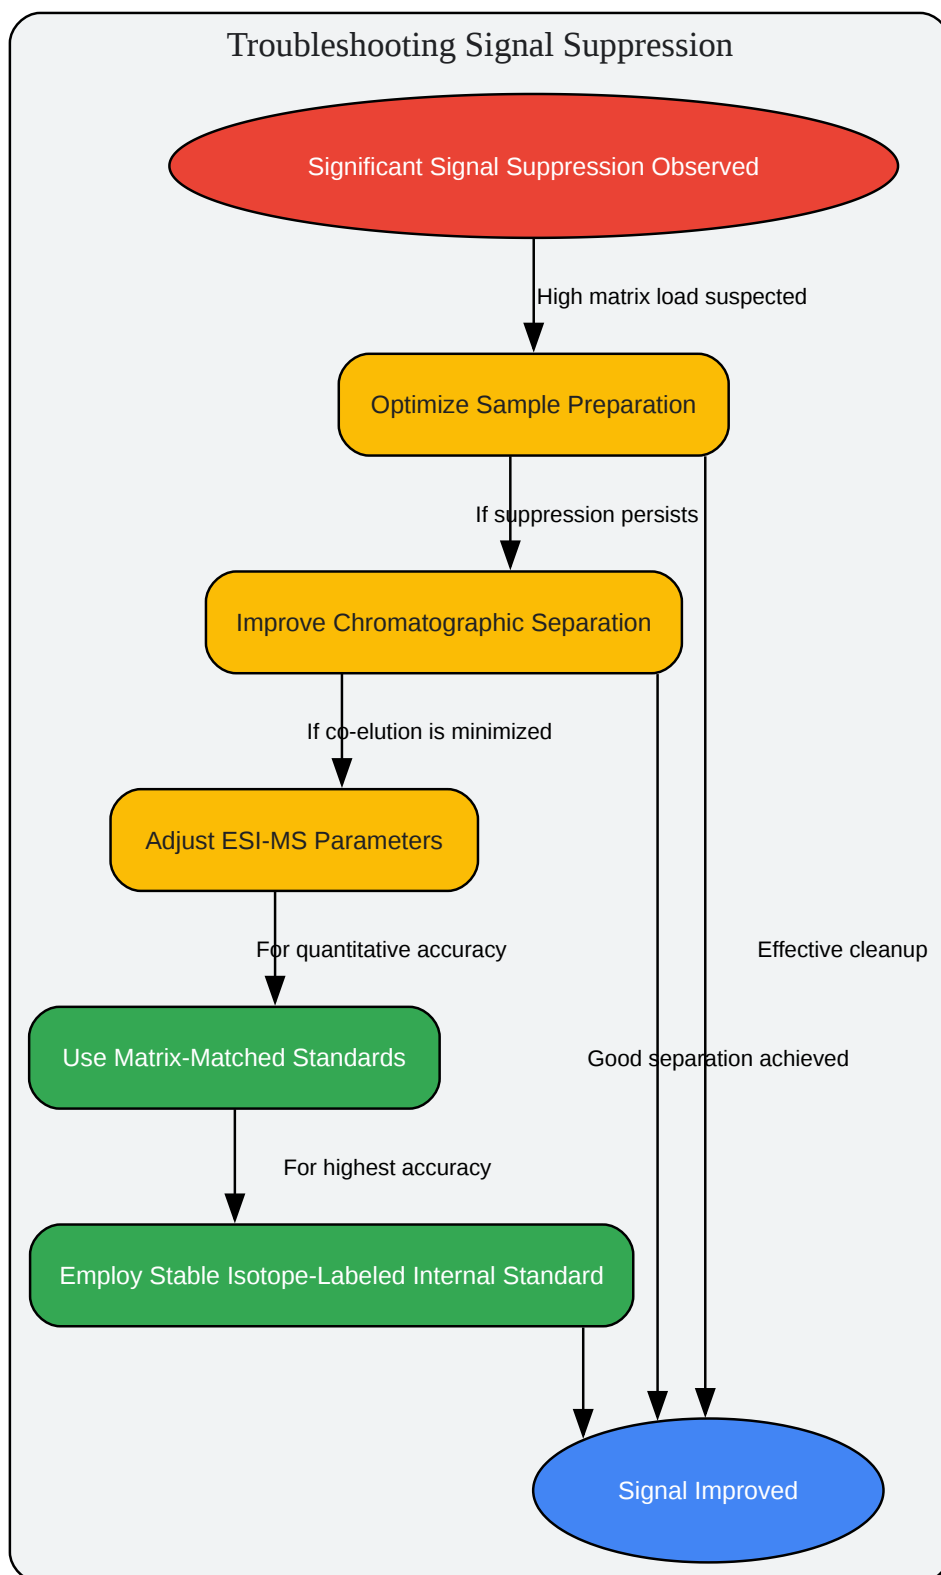 Troubleshooting Signal Suppression
Significant Signal Suppression Observed
High matrix load suspected
Optimize Sample Preparation
If suppression persists
Improve Chromatographic Separation
If co-elution is minimized
Adjust ESI-MS Parameters
For quantitative accuracy
Effective cleanup
Use Matrix-Matched Standards
Good separation achieved
For highest accuracy
Employ Stable Isotope-Labeled Internal Standard
Signal Improved